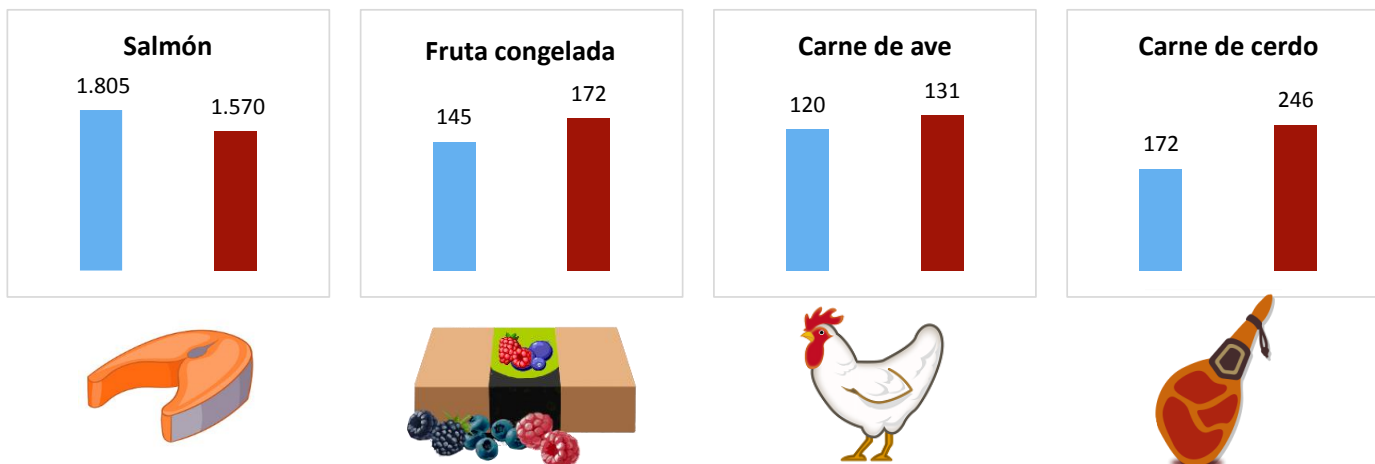 Salmón
1.805
1.570
Fruta congelada
145
172
Carne de ave
120
131
Carne de cerdo
172
246